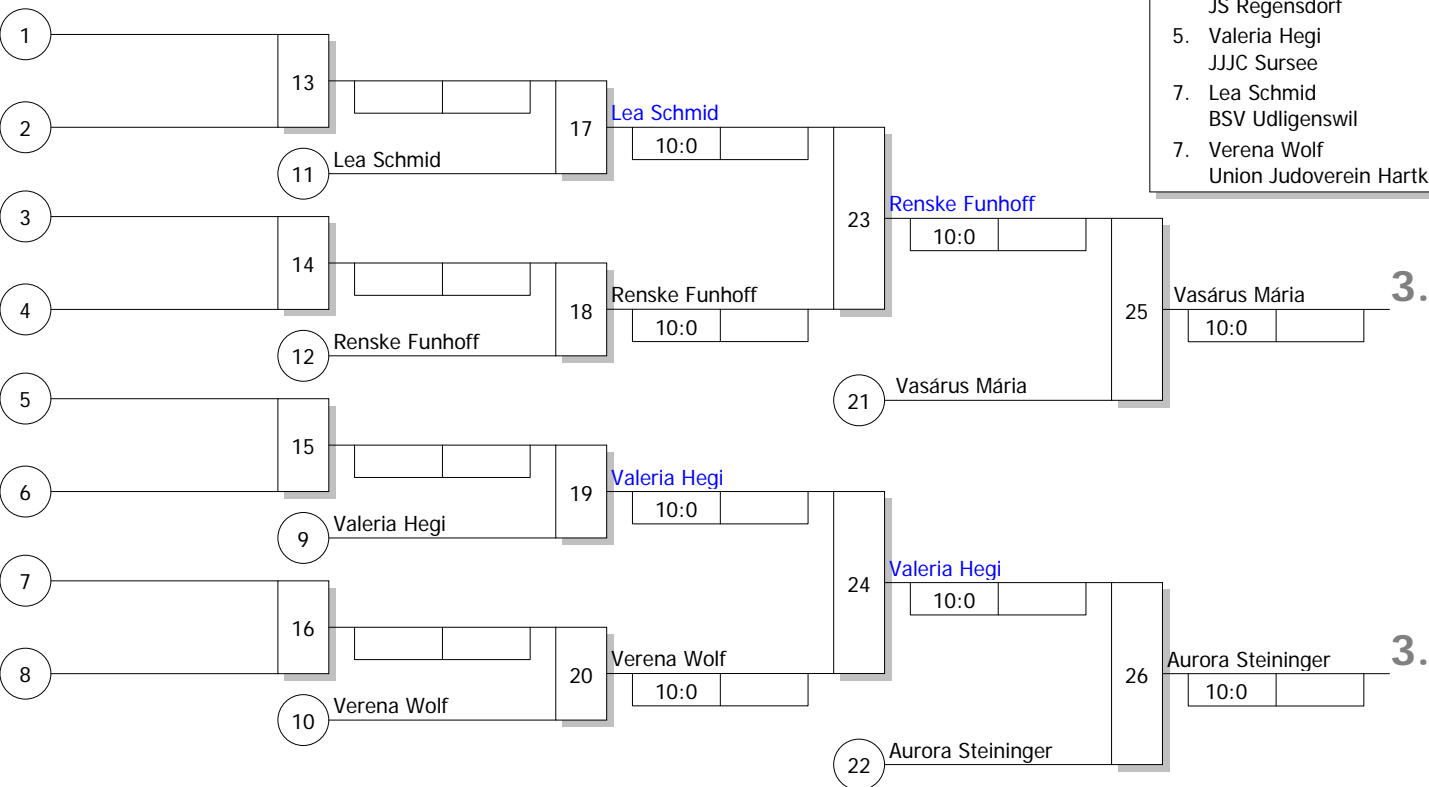 JS Regensdorf
5. Valeria Hegi
JJJC Sursee
7. Lea Schmid
BSV Udligenswil
7. Verena Wolf
Union Judoverein Hartk
1
13
2
17
Lea Schmid
10:0
11
Lea Schmid
3
14
4
18
Renske Funhoff
10:0
12
Renske Funhoff
23
Renske Funhoff
10:0
25
Vasárus Mária
10:0
3.
21
Vasárus Mária
5
15
6
19
Valeria Hegi
10:0
9
Valeria Hegi
7
16
8
20
Verena Wolf
10:0
10
Verena Wolf
24
Valeria Hegi
10:0
26
Aurora Steininger
10:0
3.
22
Aurora Steininger